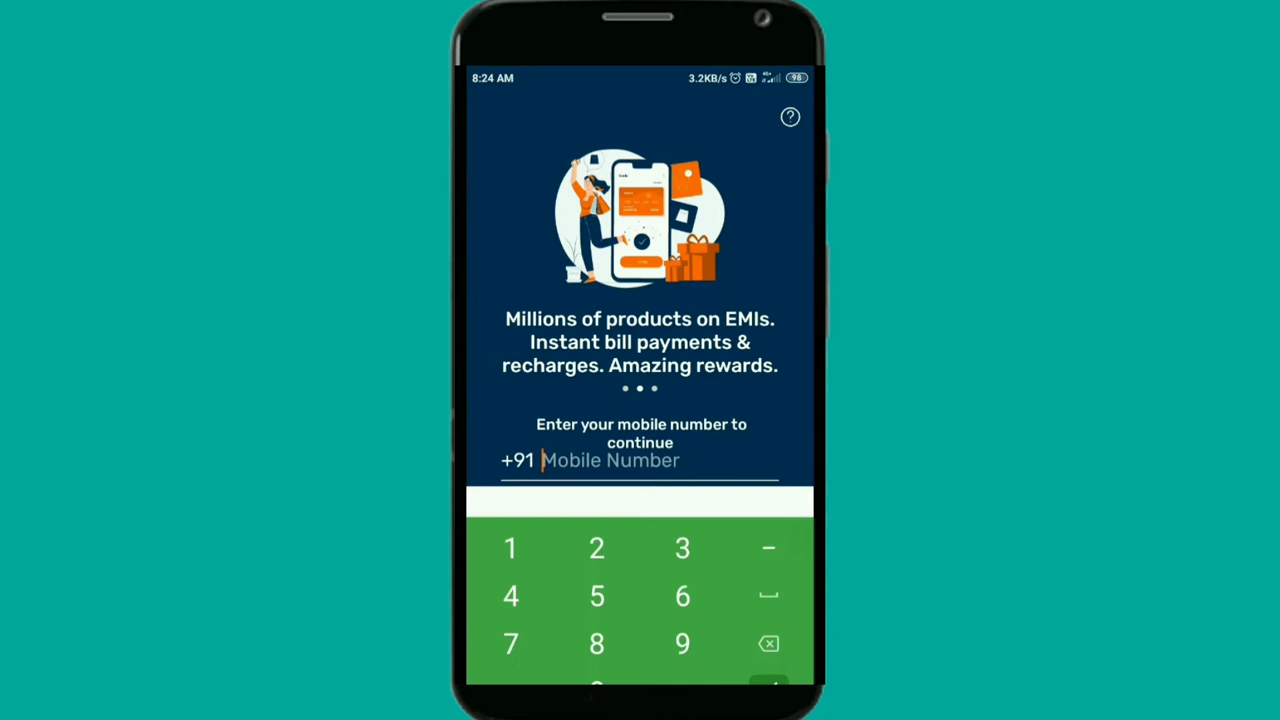 8:24 AM 3.2KB/s 98
?
Millions of products on EMIs.
Instant bill payments &
recharges. Amazing rewards.
Enter your mobile number to
continue
+91 Mobile Number
1 2 3 -
4 5 6
7 8 9